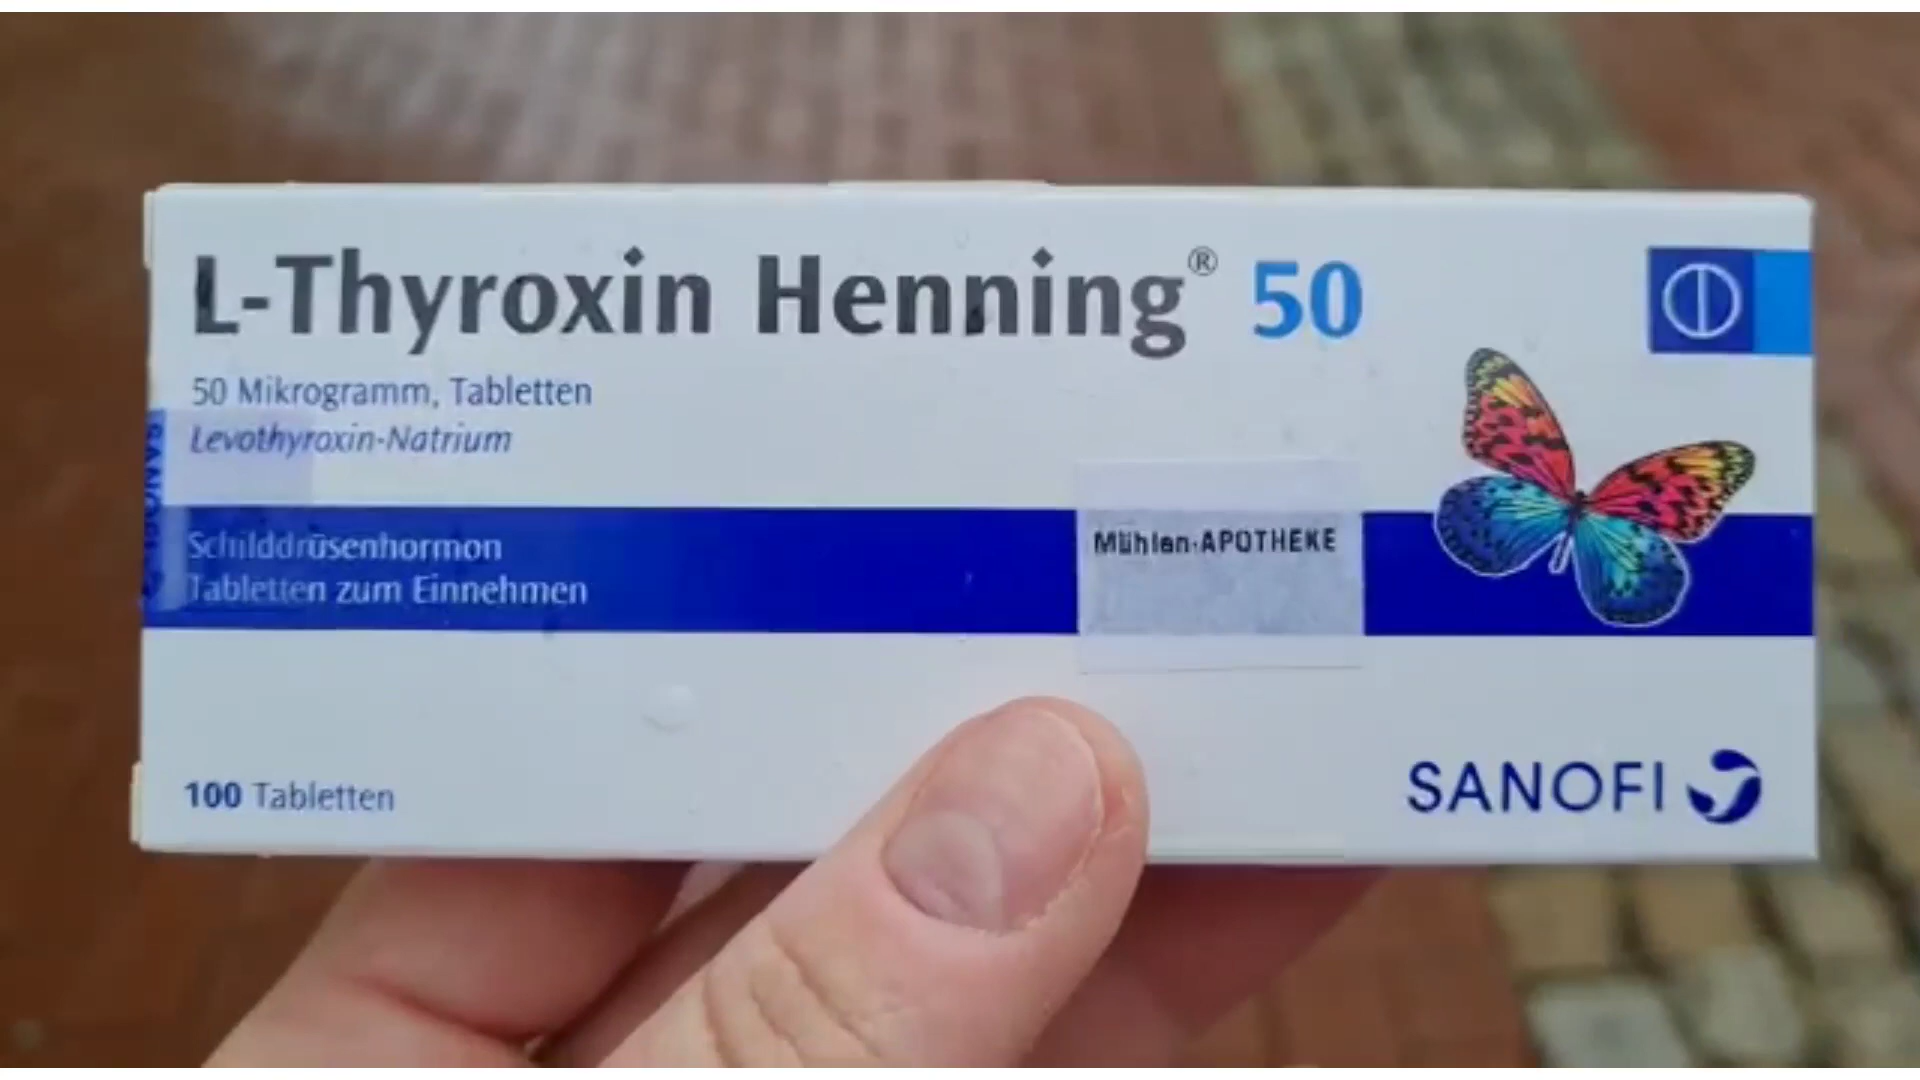 L-Thyroxin Henning® 50
50 Mikrogramm, Tabletten
Levothyroxin-Natrium
Schilddrüsenhormon
Tabletten zum Einnehmen
Mühlen-APOTHEKE
100 Tabletten
SANOFI